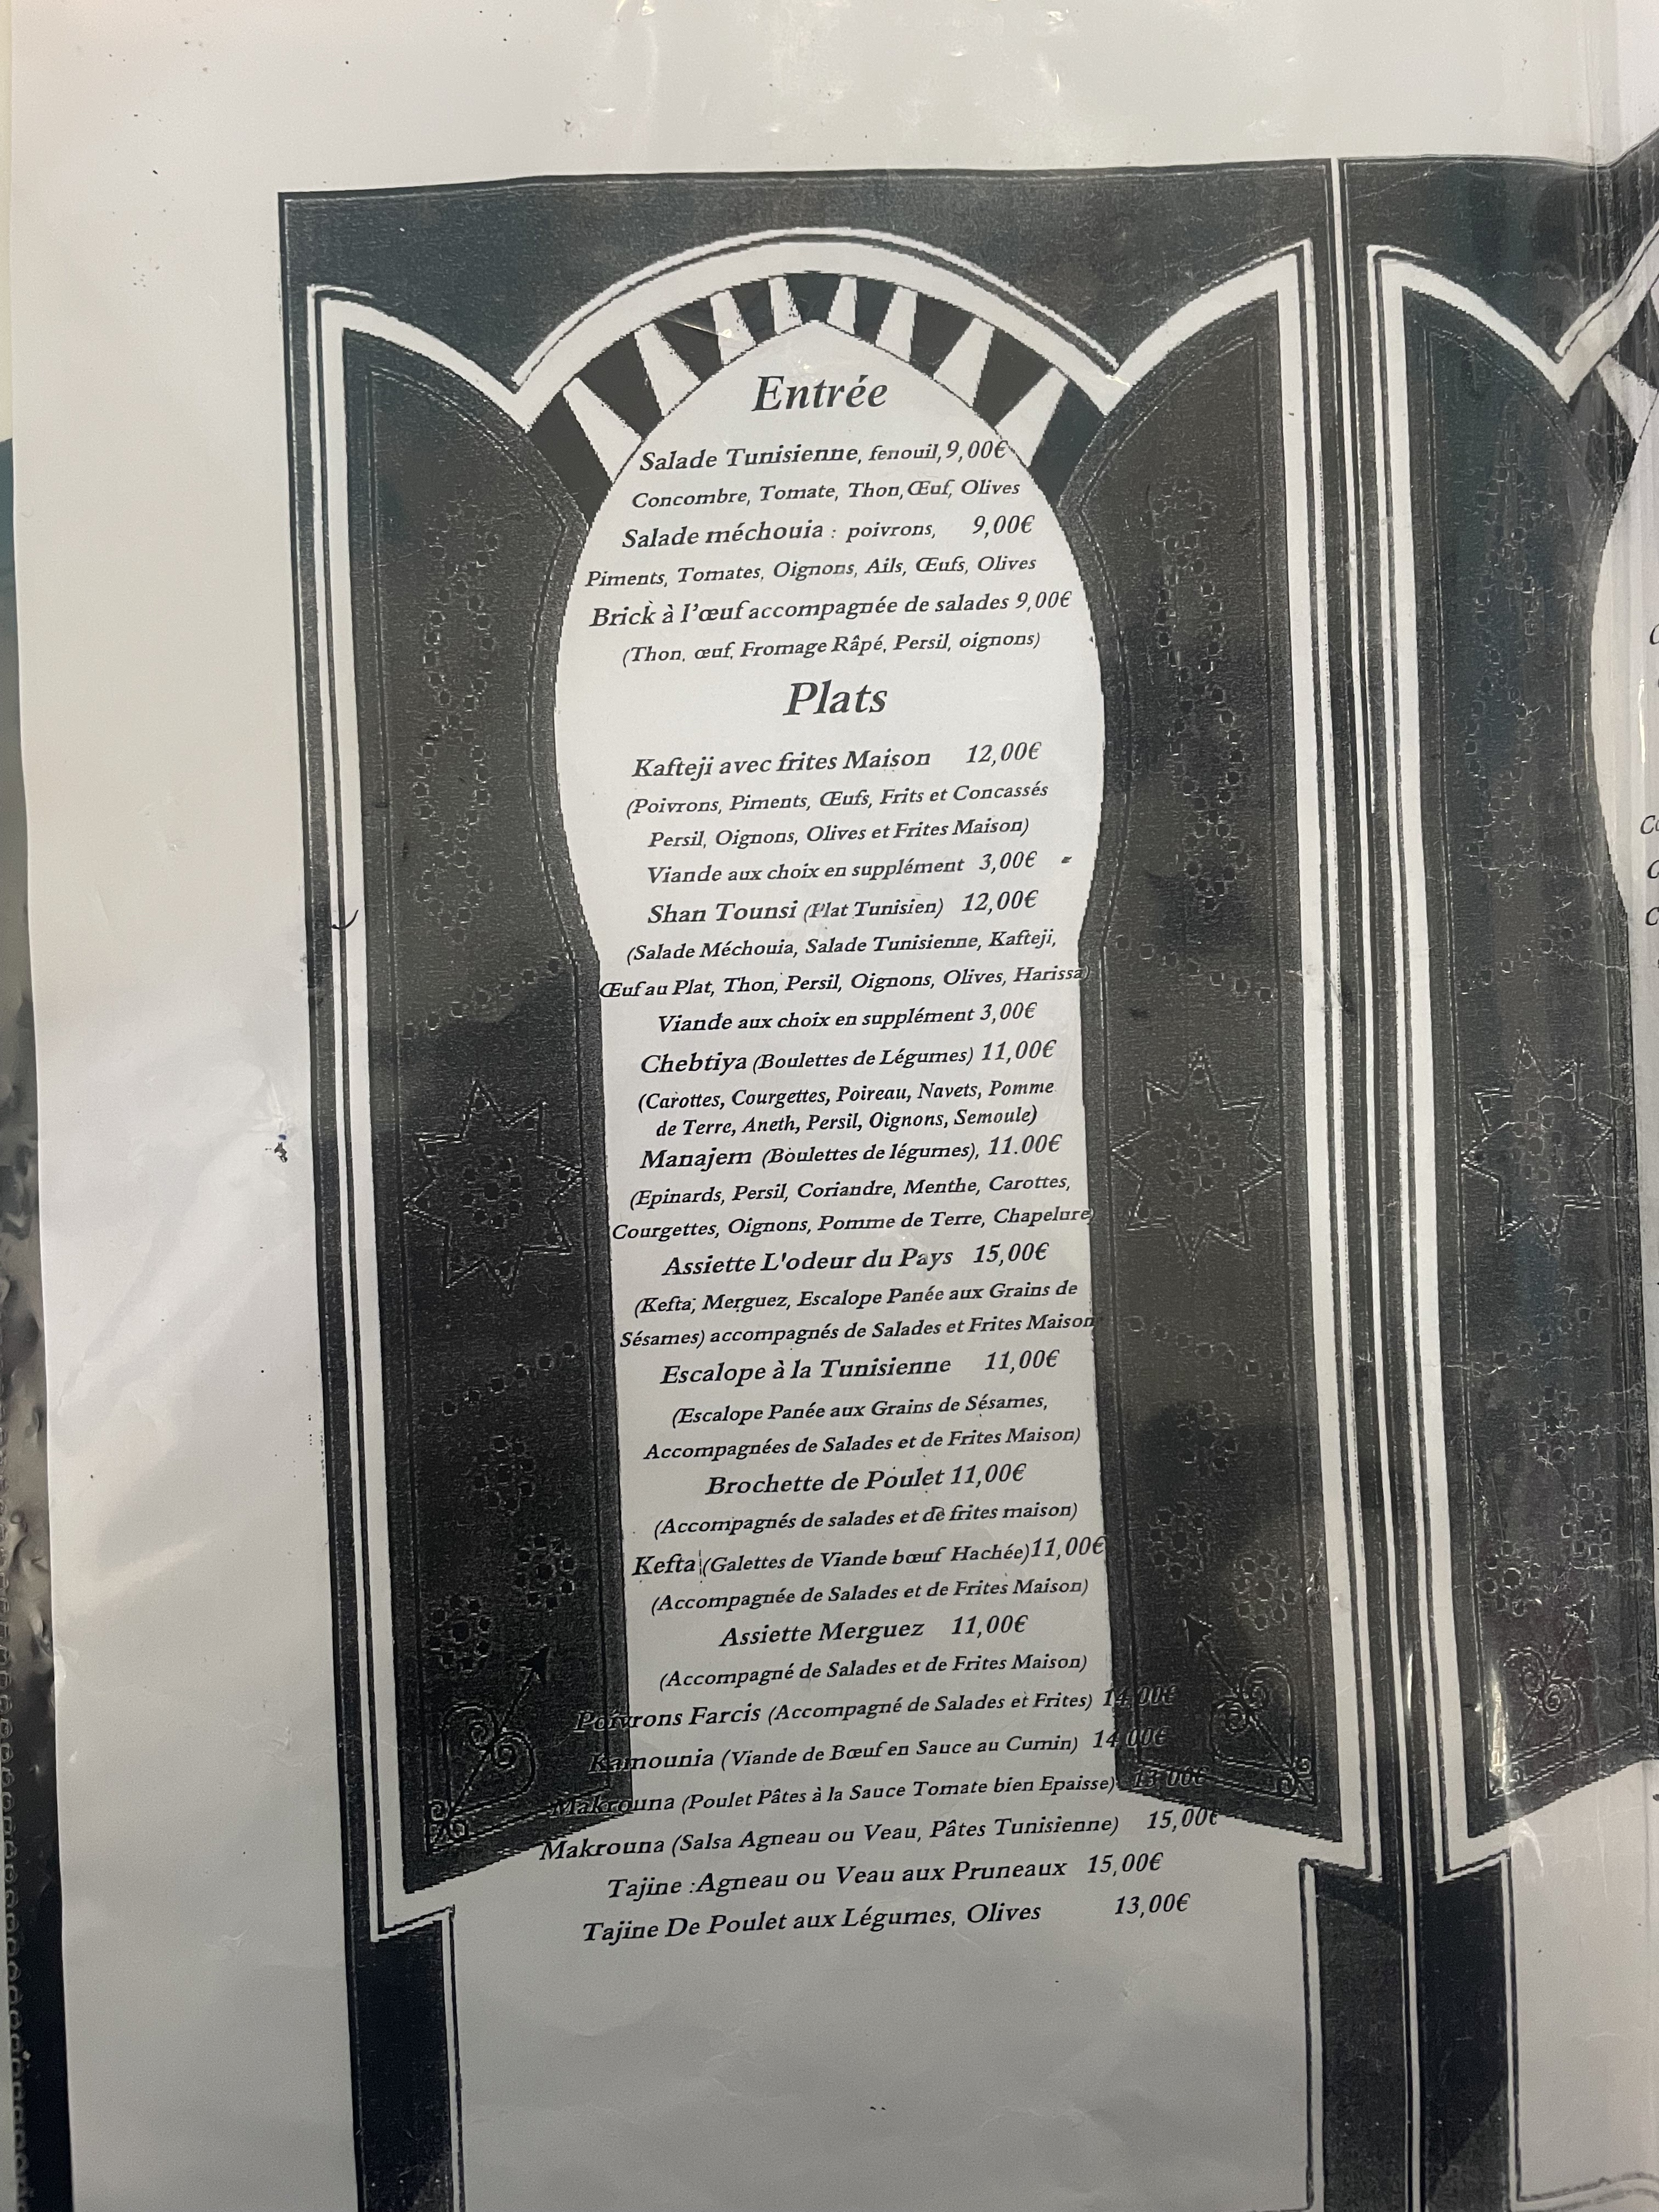 Entrée
Salade Tunisienne, fenouil, 9,00€
Concombre, Tomate, Thon, Œuf, Olives
Salade méchouia : poivrons, 9,00€
Piments, Tomates, Oignons, Ails, Œufs, Olives
Brick à l'œuf accompagnée de salades 9,00€
(Thon, œuf, Fromage Râpé, Persil, oignons)
Plats
Kafteji avec frites Maison 12,00€
(Poivrons, Piments, Œufs, Frits et Concassés
Persil, Oignons, Olives et Frites Maison)
Viande aux choix en supplément 3,00€
Shan Tounsi (Plat Tunisien) 12,00€
(Salade Méchouia, Salade Tunisienne, Kafteji,
Œuf au Plat, Thon, Persil, Oignons, Olives, Harissa)
Viande aux choix en supplément 3,00€
Chebtiya (Boulettes de Légumes) 11,00€
(Carottes, Courgettes, Poireau, Navets, Pomme
de Terre, Aneth, Persil, Oignons, Semoule)
Manajem (Boulettes de légumes), 11.00€
(Epinards, Persil, Coriandre, Menthe, Carottes,
Courgettes, Oignons, Pomme de Terre, Chapelure)
Assiette L'odeur du Pays 15,00€
(Kefta, Merguez, Escalope Panée aux Grains de
Sésames) accompagnés de Salades et Frites Maison
Escalope à la Tunisienne 11,00€
(Escalope Panée aux Grains de Sésames,
Accompagnées de Salades et de Frites Maison)
Brochette de Poulet 11,00€
(Accompagnés de salades et de frites maison)
Kefta (Galettes de Viande bœuf Hachée) 11,00€
(Accompagnée de Salades et de Frites Maison)
Assiette Merguez 11,00€
(Accompagné de Salades et de Frites Maison)
Poivrons Farcis (Accompagné de Salades et Frites) 14,00€
Kamounia (Viande de Bœuf en Sauce au Cumin) 14,00€
Makrouna (Poulet Pâtes à la Sauce Tomate bien Epaisse) 13,00€
Makrouna (Salsa Agneau ou Veau, Pâtes Tunisienne) 15,00€
Tajine :Agneau ou Veau aux Pruneaux 15,00€
Tajine De Poulet aux Légumes, Olives 13,00€